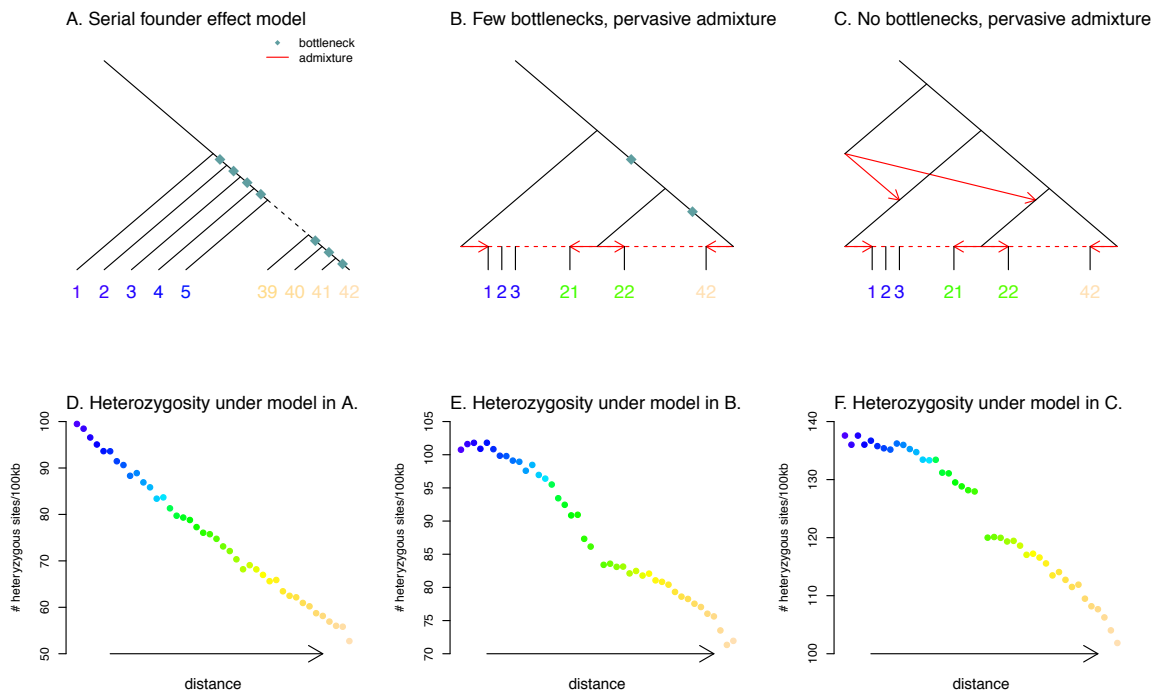 A. Serial founder effect model
bottleneck
admixture
1 2 3 4 5 39 40 41 42
B. Few bottlenecks, pervasive admixture
1 2 3 21 22 42
C. No bottlenecks, pervasive admixture
1 2 3 21 22 42
D. Heterozygosity under model in A.
# heteryzygous sites/100kb
100
90
80
70
60
50
distance
E. Heterozygosity under model in B.
# heteryzygous sites/100kb
105
100
95
90
85
80
75
70
distance
F. Heterozygosity under model in C.
# heteryzygous sites/100kb
140
130
120
110
100
distance